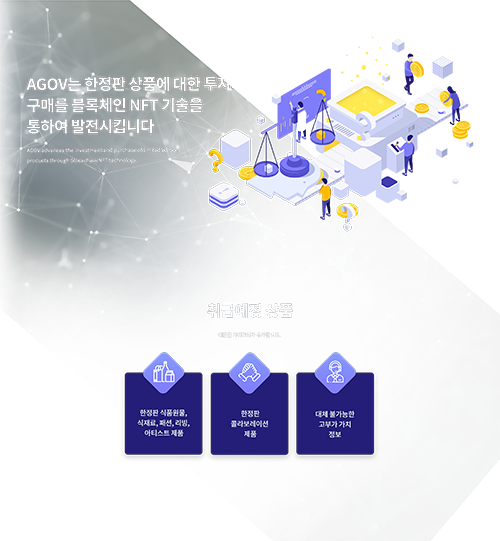 AGOV는 한정판 상품에 대한 투자
구매를 블록체인 NFT 기술을
통하여 발전시킵니다
AGOV advances the investment and purchase of limited edition
products through blockchain NFT technology.
취급예정 상품
한정판 식품원물,
식재료, 패션, 리빙,
아티스트 제품
한정판
콜라보레이션
제품
대체 불가능한
고부가 가치
정보